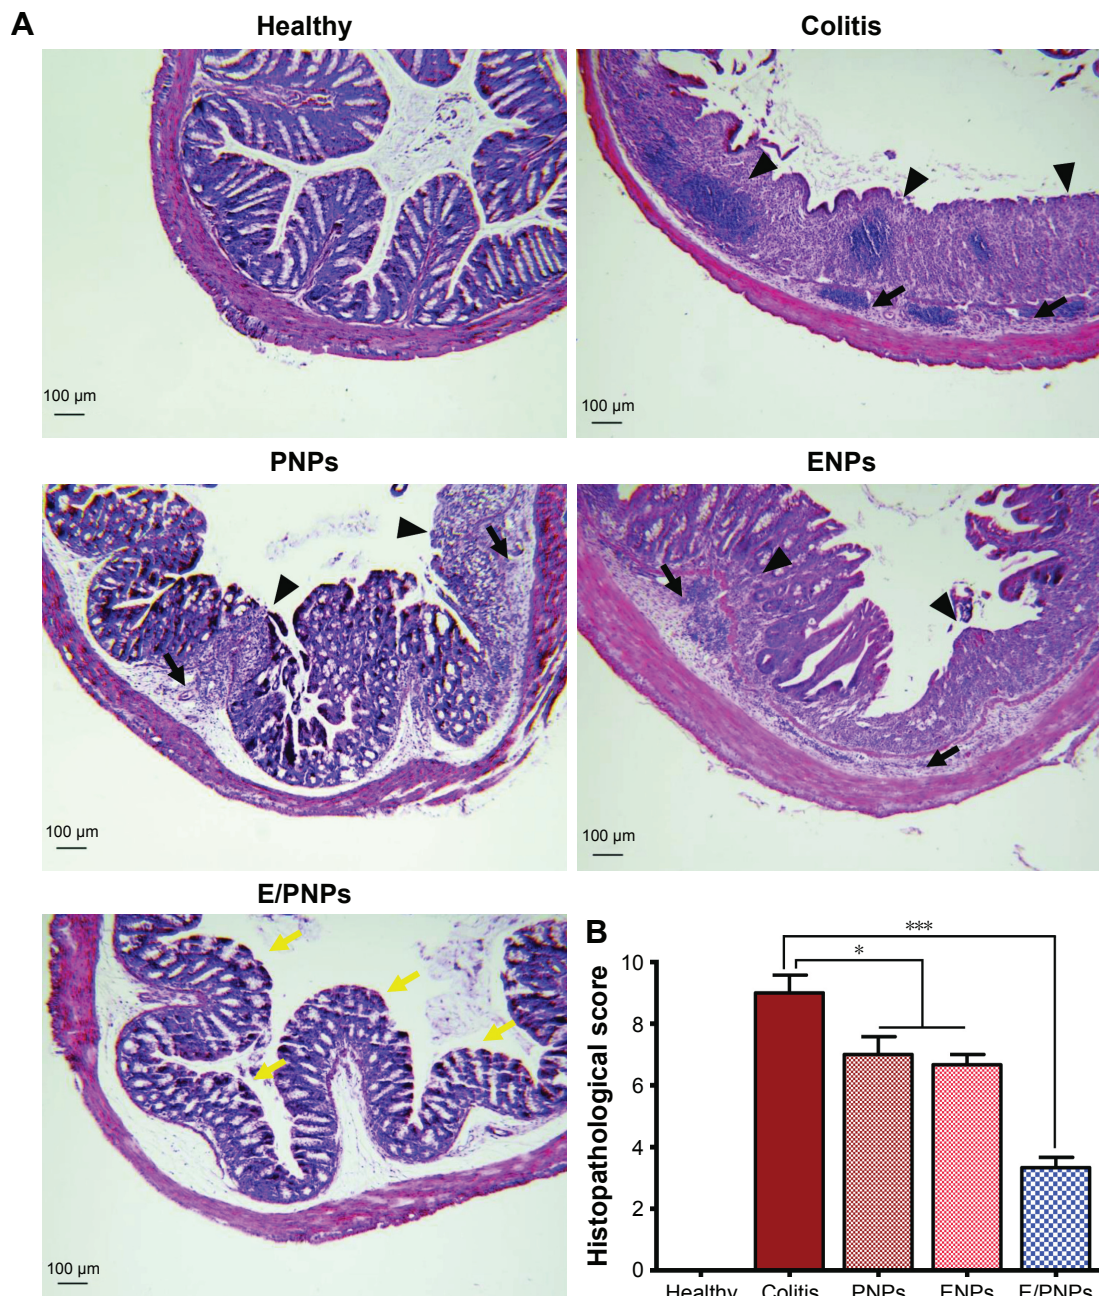 A
Healthy
Colitis
100 µm
100 µm
PNPs
ENPs
100 µm
100 µm
E/PNPs
100 µm
B
***
*
Histopathological score
10
8
6
4
2
0
Healthy Colitis PNPs ENPs E/PNPs